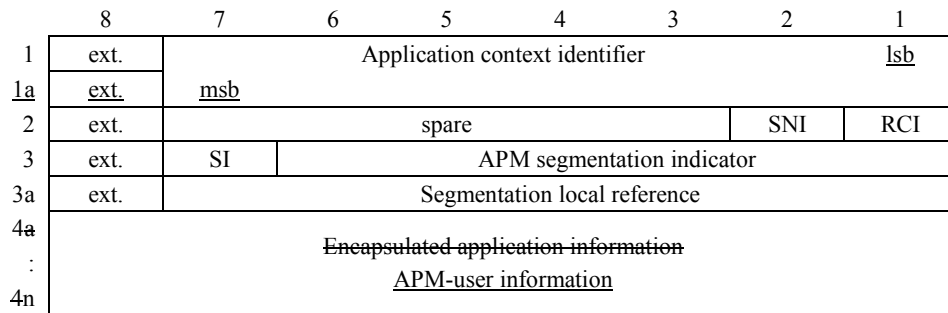 8 7 6 5 4 3 2 1
1 ext. Application context identifier lsb
1a ext. msb
2 ext. spare SNI RCI
3 ext. SI APM segmentation indicator
3a ext. Segmentation local reference
4a
Encapsulated application information
:
APM-user information
4n